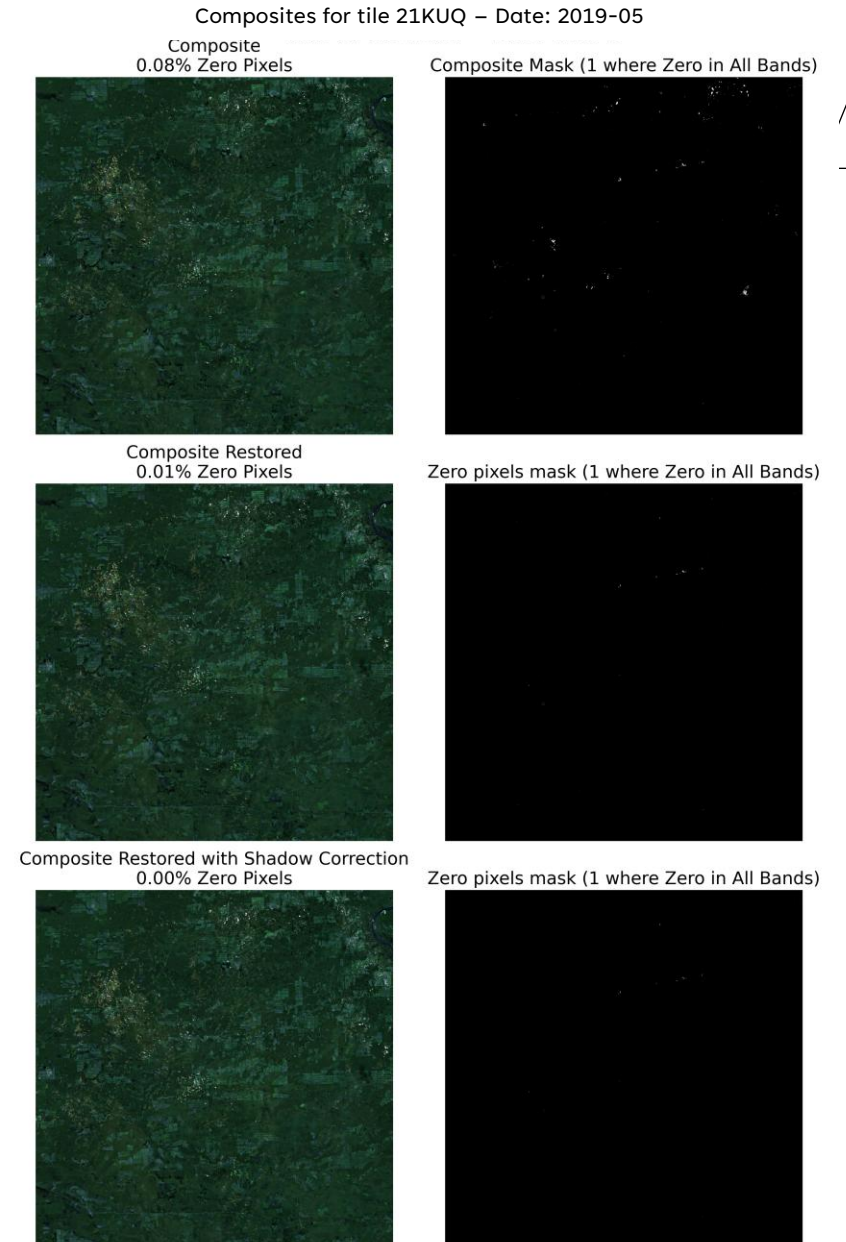 Composites for tile 21KUQ – Date: 2019-05
Composite
0.08% Zero Pixels
Composite Mask (1 where Zero in All Bands)
Composite Restored
0.01% Zero Pixels
Zero pixels mask (1 where Zero in All Bands)
Composite Restored with Shadow Correction
0.00% Zero Pixels
Zero pixels mask (1 where Zero in All Bands)